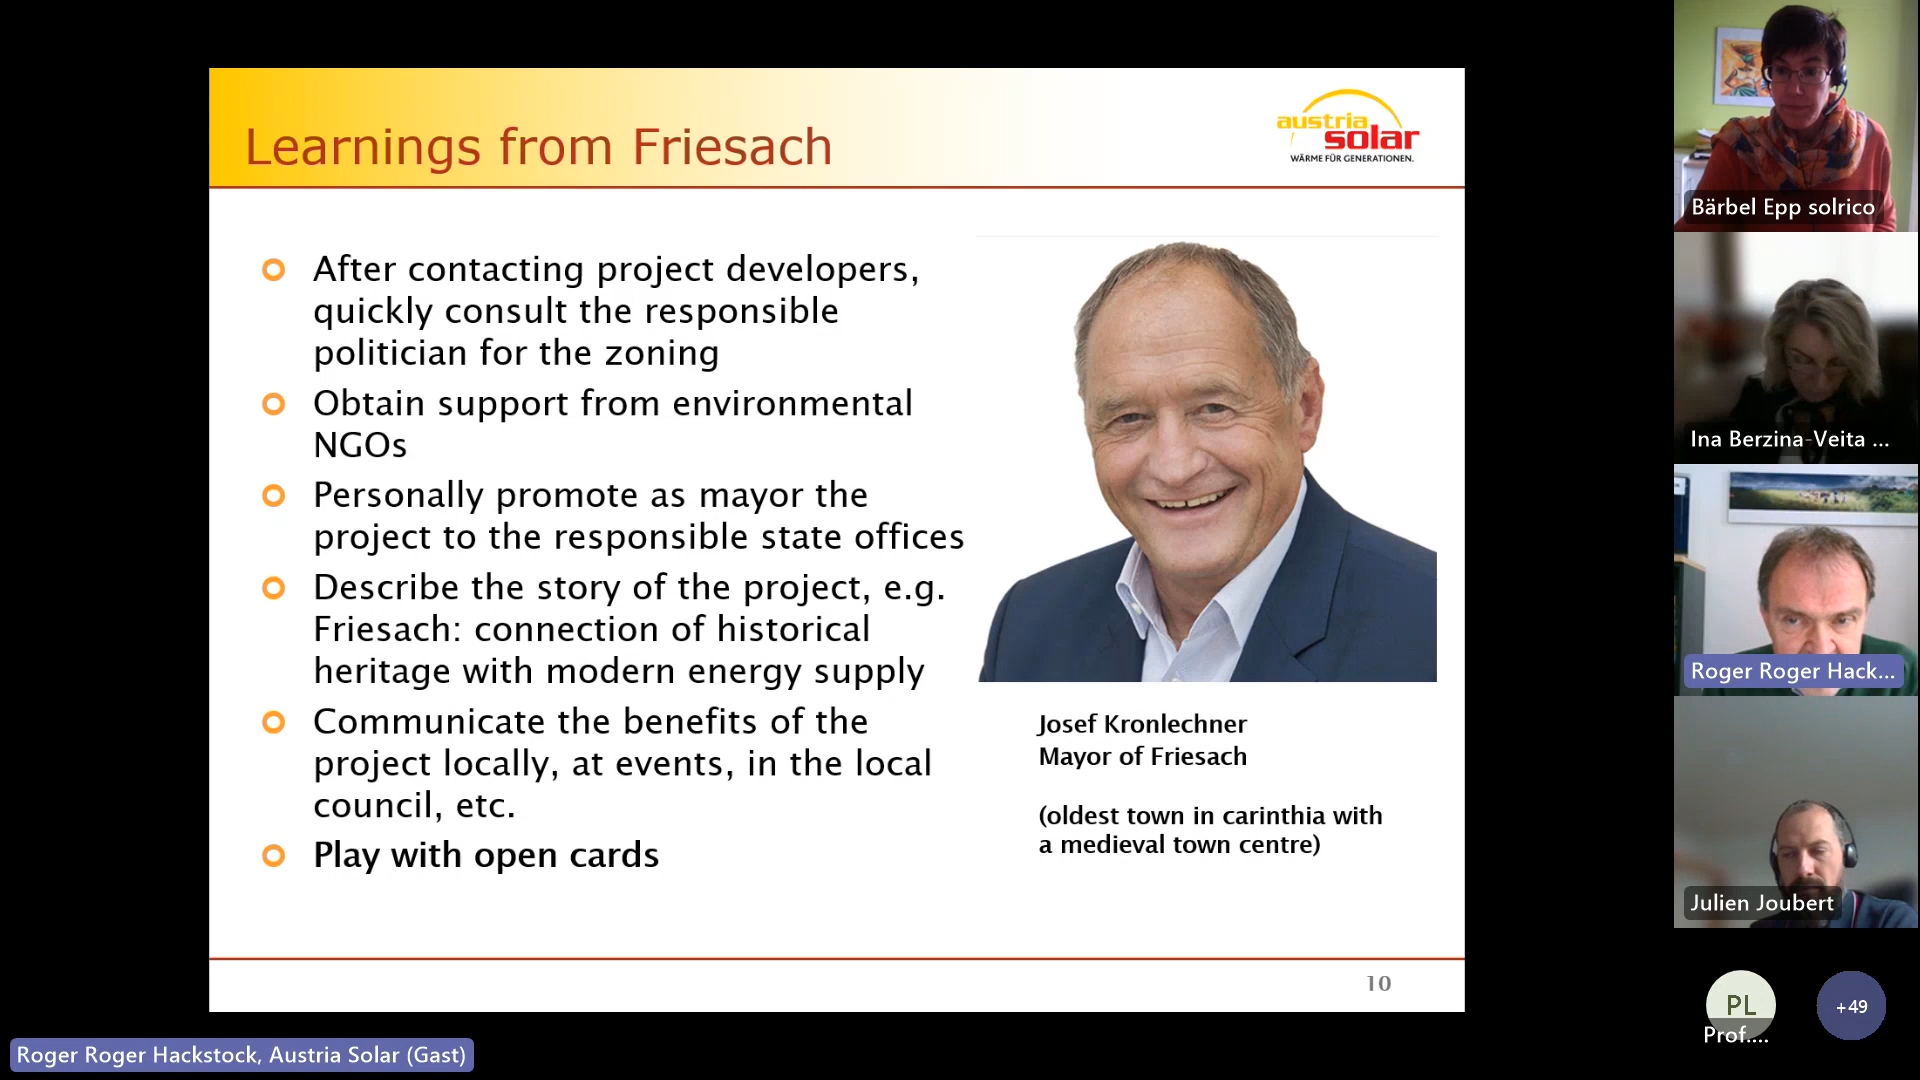 Learnings from Friesach
austria
solar
WÄRME FÜR GENERATIONEN.
After contacting project developers,
quickly consult the responsible
politician for the zoning
Obtain support from environmental
NGOs
Personally promote as mayor the
project to the responsible state offices
Describe the story of the project, e.g.
Friesach: connection of historical
heritage with modern energy supply
Communicate the benefits of the
project locally, at events, in the local
council, etc.
Play with open cards
Josef Kronlechner
Mayor of Friesach
(oldest town in carinthia with
a medieval town centre)
10
Bärbel Epp solrico
Ina Berzina-Veita ...
Roger Roger Hack...
Julien Joubert
PL
Prof....
+49
Roger Roger Hackstock, Austria Solar (Gast)